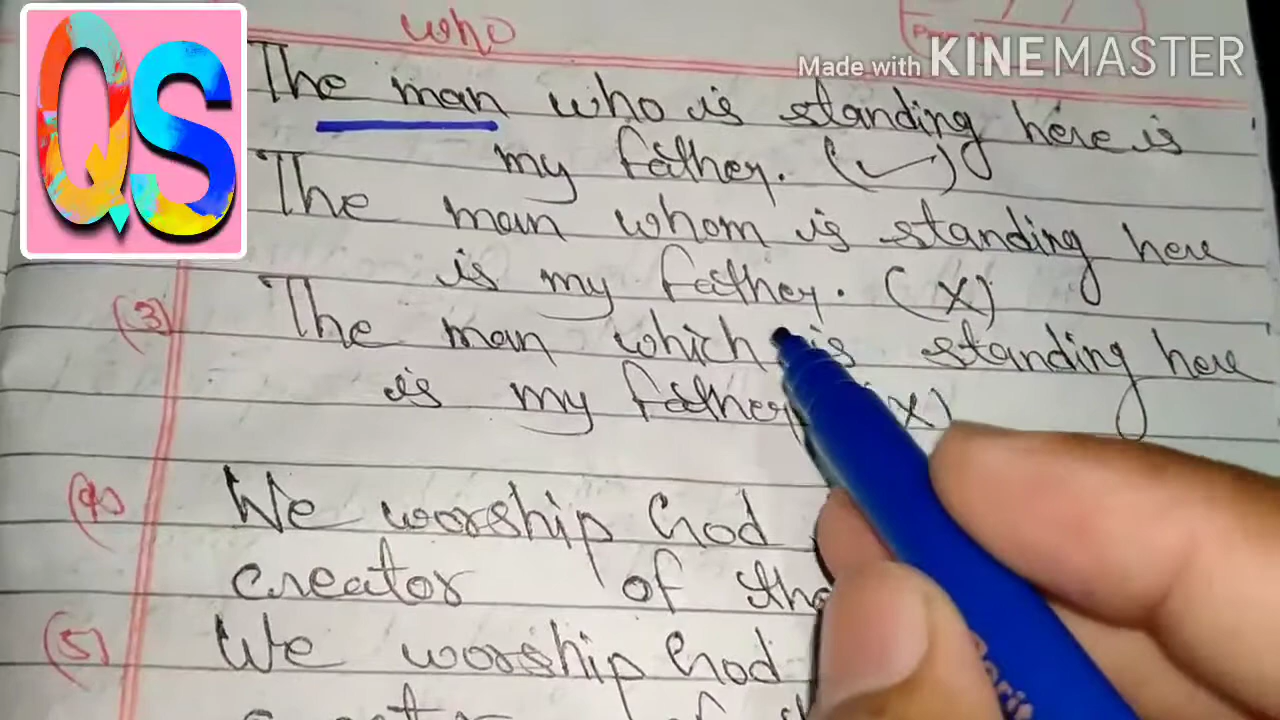 who
QS
Made with KINEMASTER
The man who is standing here is
my father. (✓)
The man whom is standing here
is my father. (X)
(3) The man which is standing here
is my father (X)
(4) We worship God
creator of the
(5) We worship God